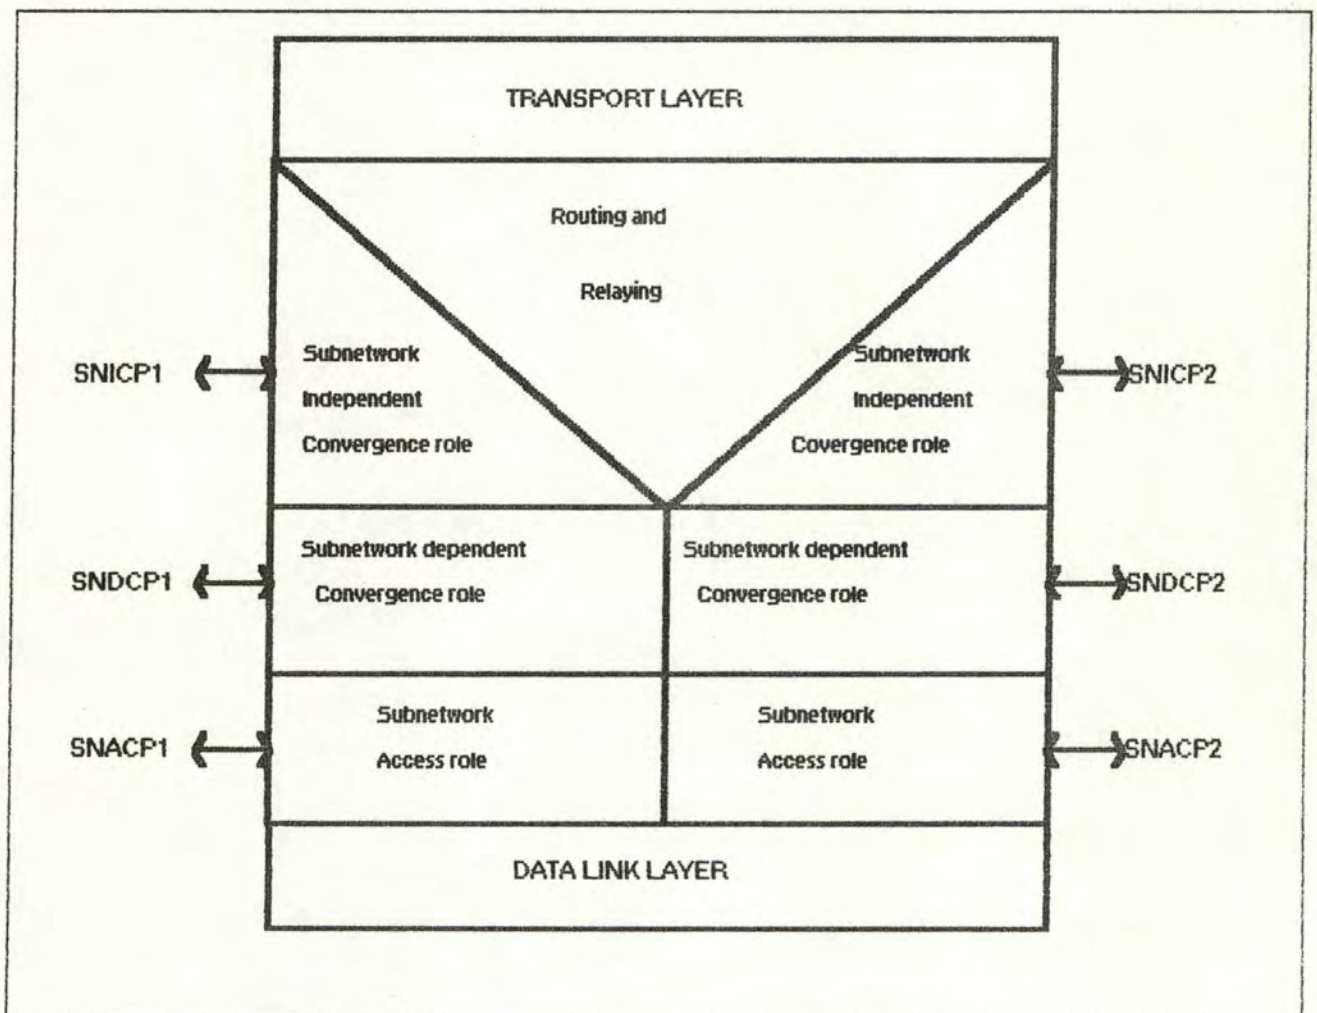 TRANSPORT LAYER
Routing and
Relaying
SNICP1
Subnetwork
Independent
Convergence role
Subnetwork
Independent
Covergence role
SNICP2
SNDCP1
Subnetwork dependent
Convergence role
Subnetwork dependent
Convergence role
SNDCP2
SNACP1
Subnetwork
Access role
Subnetwork
Access role
SNACP2
DATA LINK LAYER